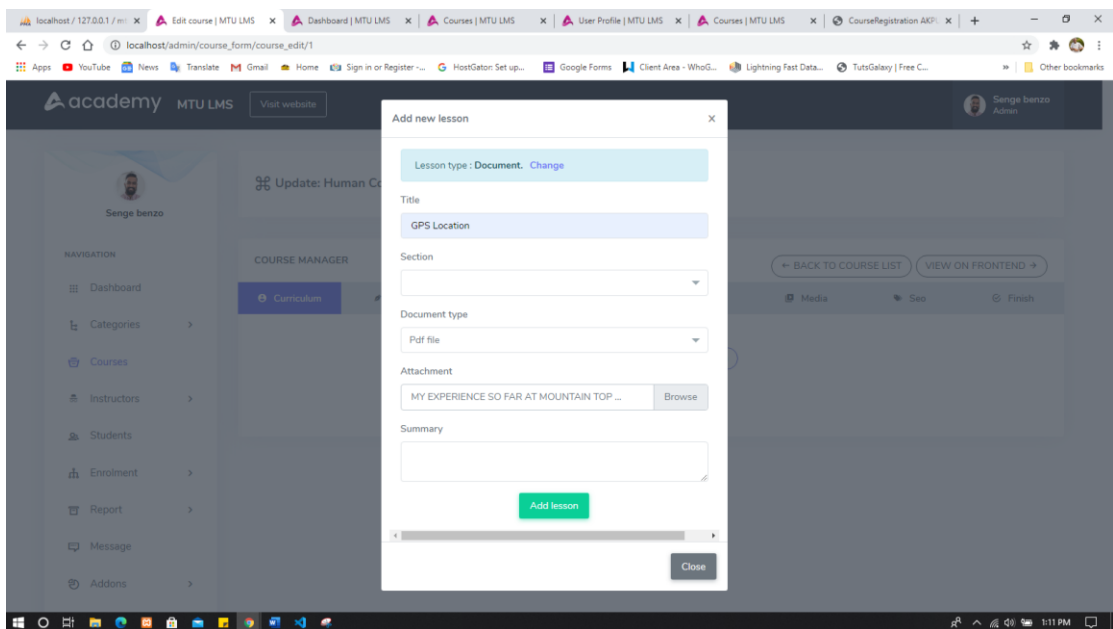 localhost / 127.0.0.1 / m
Edit course | MTU LMS
Dashboard | MTU LMS
Courses | MTU LMS
User Profile | MTU LMS
Courses | MTU LMS
CourseRegistration AKP
localhost/admin/course_form/course_edit/1
Apps
YouTube
News
Translate
Gmail
Home
Sign in or Register -...
HostGator: Set up...
Google Forms
Client Area - WhoG...
Lightning Fast Data...
TutsGalaxy | Free C...
Other bookmarks
academy MTU LMS
Visit website
Senge benzo
Admin
Senge benzo
NAVIGATION
Dashboard
Categories
Courses
Instructors
Students
Enrolment
Report
Message
Addons
Update: Human Co
COURSE MANAGER
← BACK TO COURSE LIST
VIEW ON FRONTEND →
Curriculum
Media
Seo
Finish
Add new lesson
×
Lesson type : Document. Change
Title
GPS Location
Section
Document type
Pdf file
Attachment
MY EXPERIENCE SO FAR AT MOUNTAIN TOP ...
Browse
Summary
Add lesson
Close
1:11 PM